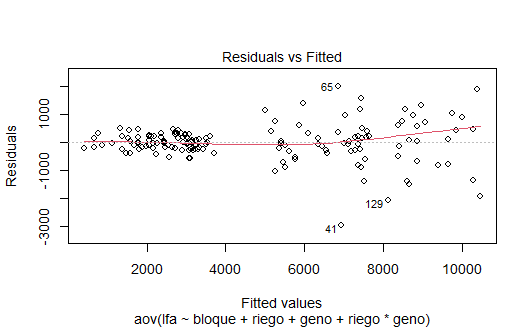 Residuals vs Fitted
Residuals
1000
-1000
-3000
65
129
41
2000
4000
6000
8000
10000
Fitted values
aov(lfa ~ bloque + riego + geno + riego * geno)